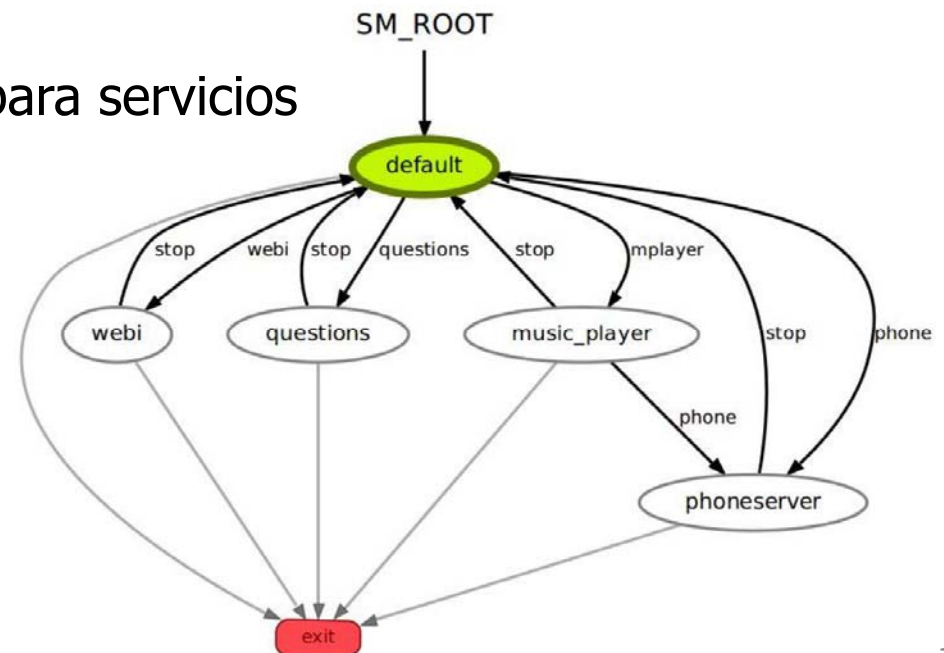 SM_ROOT
para servicios
default
stop
webi
stop
questions
stop
mplayer
webi
questions
music_player
stop
phone
phone
phoneserver
exit